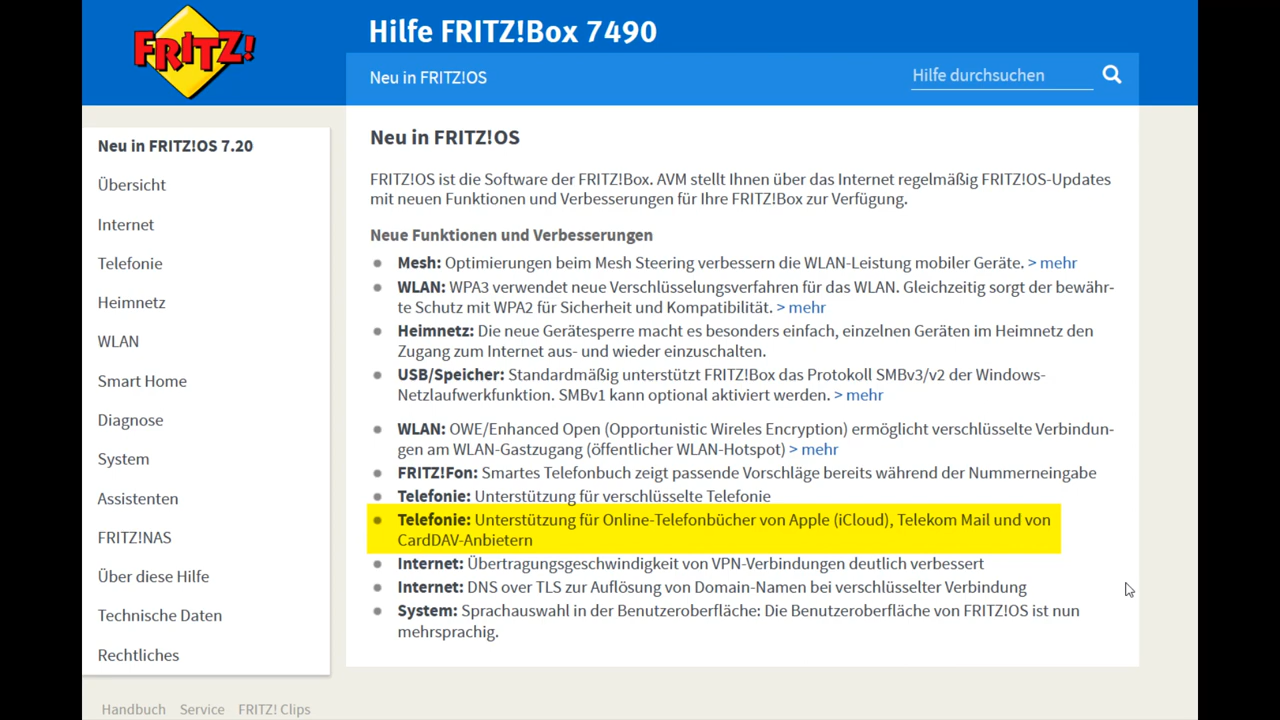 FRITZ!
Hilfe FRITZ!Box 7490
Neu in FRITZ!OS
Hilfe durchsuchen
Neu in FRITZ!OS 7.20
Übersicht
Internet
Telefonie
Heimnetz
WLAN
Smart Home
Diagnose
System
Assistenten
FRITZ!NAS
Über diese Hilfe
Technische Daten
Rechtliches
Neu in FRITZ!OS
FRITZ!OS ist die Software der FRITZ!Box. AVM stellt Ihnen über das Internet regelmäßig FRITZ!OS-Updates
mit neuen Funktionen und Verbesserungen für Ihre FRITZ!Box zur Verfügung.
Neue Funktionen und Verbesserungen
Mesh: Optimierungen beim Mesh Steering verbessern die WLAN-Leistung mobiler Geräte. > mehr
WLAN: WPA3 verwendet neue Verschlüsselungsverfahren für das WLAN. Gleichzeitig sorgt der bewähr-
te Schutz mit WPA2 für Sicherheit und Kompatibilität. > mehr
Heimnetz: Die neue Gerätesperre macht es besonders einfach, einzelnen Geräten im Heimnetz den
Zugang zum Internet aus- und wieder einzuschalten.
USB/Speicher: Standardmäßig unterstützt FRITZ!Box das Protokoll SMBv3/v2 der Windows-
Netzlaufwerkfunktion. SMBv1 kann optional aktiviert werden. > mehr
WLAN: OWE/Enhanced Open (Opportunistic Wireles Encryption) ermöglicht verschlüsselte Verbindun-
gen am WLAN-Gastzugang (öffentlicher WLAN-Hotspot) > mehr
FRITZ!Fon: Smartes Telefonbuch zeigt passende Vorschläge bereits während der Nummerneingabe
Telefonie: Unterstützung für verschlüsselte Telefonie
Telefonie: Unterstützung für Online-Telefonbücher von Apple (iCloud), Telekom Mail und von
CardDAV-Anbietern
Internet: Übertragungsgeschwindigkeit von VPN-Verbindungen deutlich verbessert
Internet: DNS over TLS zur Auflösung von Domain-Namen bei verschlüsselter Verbindung
System: Sprachauswahl in der Benutzeroberfläche: Die Benutzeroberfläche von FRITZ!OS ist nun
mehrsprachig.
Handbuch Service FRITZ! Clips